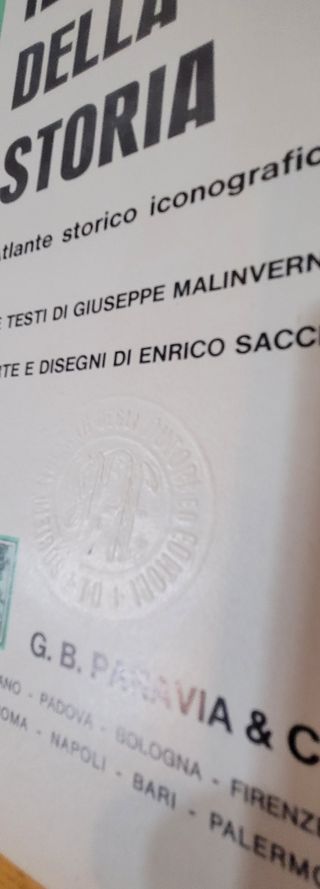 DELLA
STORIA
tlante storico iconografic
E TESTI DI GIUSEPPE MALINVERN
TE E DISEGNI DI ENRICO SACC
G. B. PARAVIA & C
ANO - PADOVA - BOLOGNA - FIRENZE
OMA - NAPOLI - BARI - PALERMO